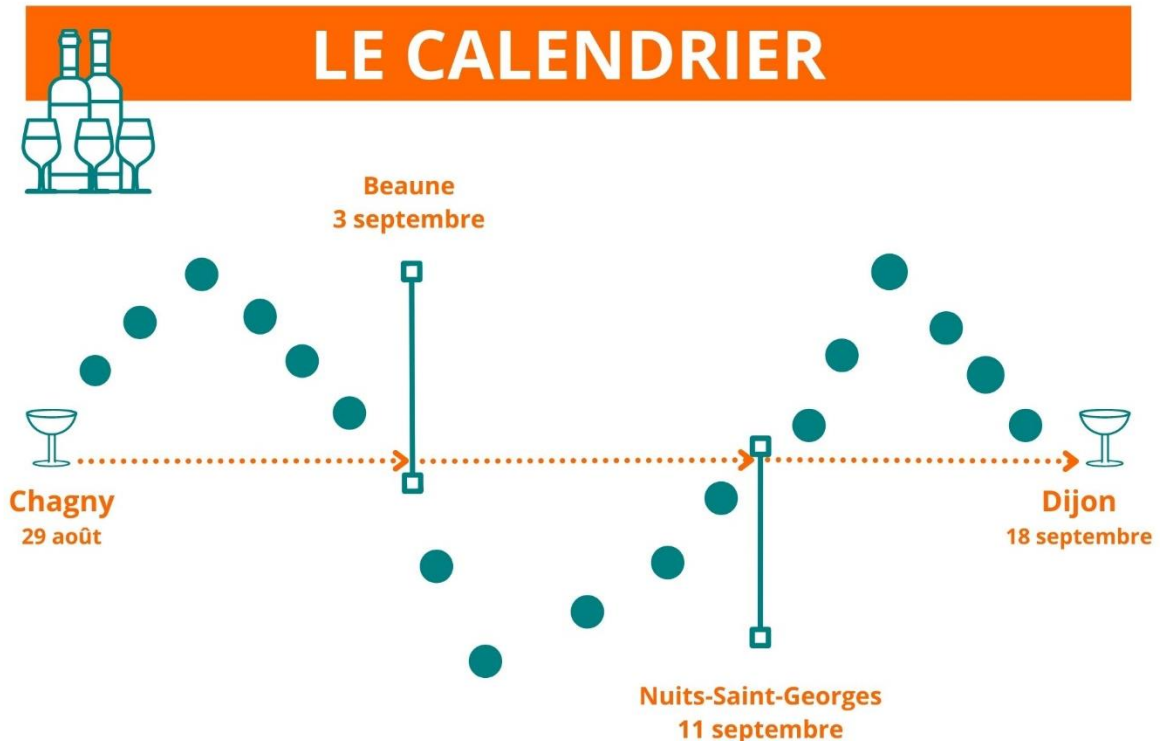 LE CALENDRIER
Beaune
3 septembre
Chagny
29 août
Dijon
18 septembre
Nuits-Saint-Georges
11 septembre